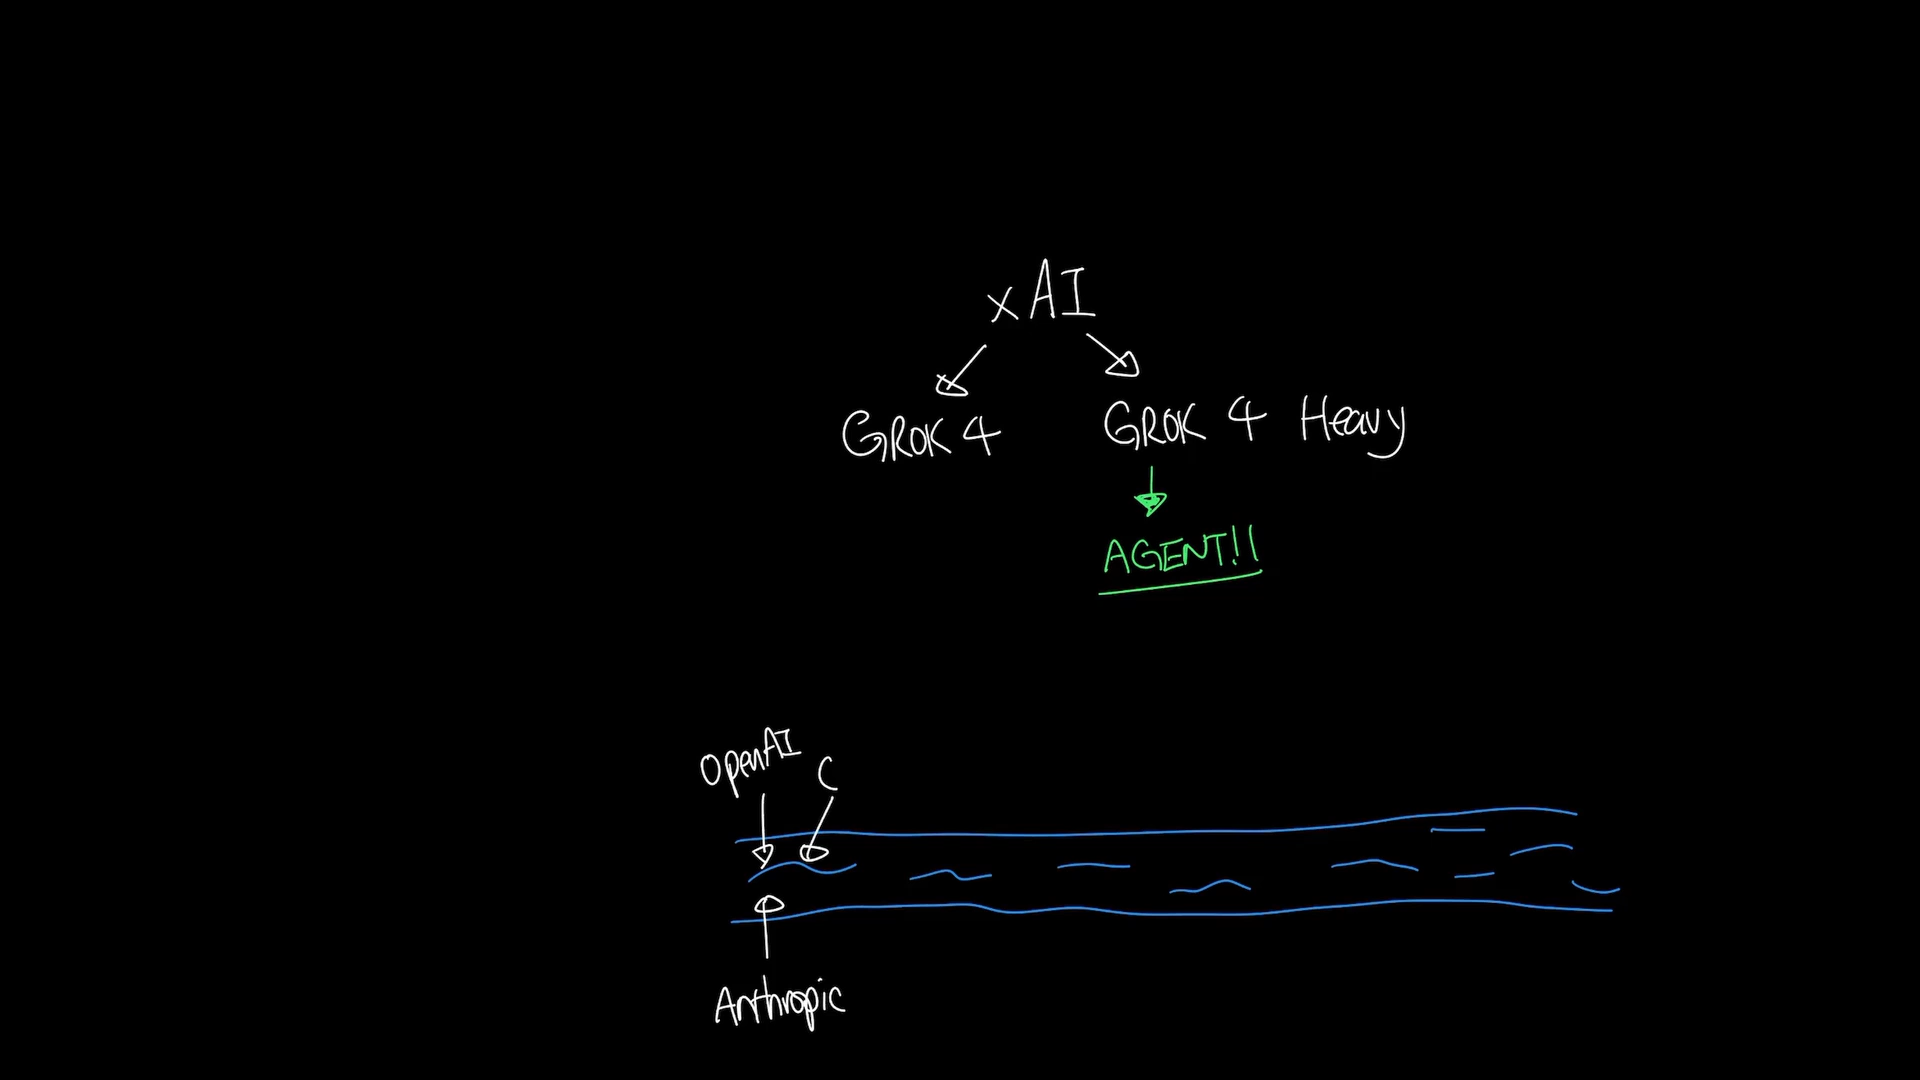 xAI
GROK 4
GROK 4 Heavy
AGENT!!
OpenAI
C
Anthropic